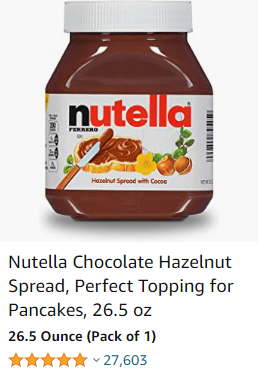 nutella
FERRERO
Hazelnut Spread with Cocoa
Nutella Chocolate Hazelnut
Spread, Perfect Topping for
Pancakes, 26.5 oz
26.5 Ounce (Pack of 1)
27,603